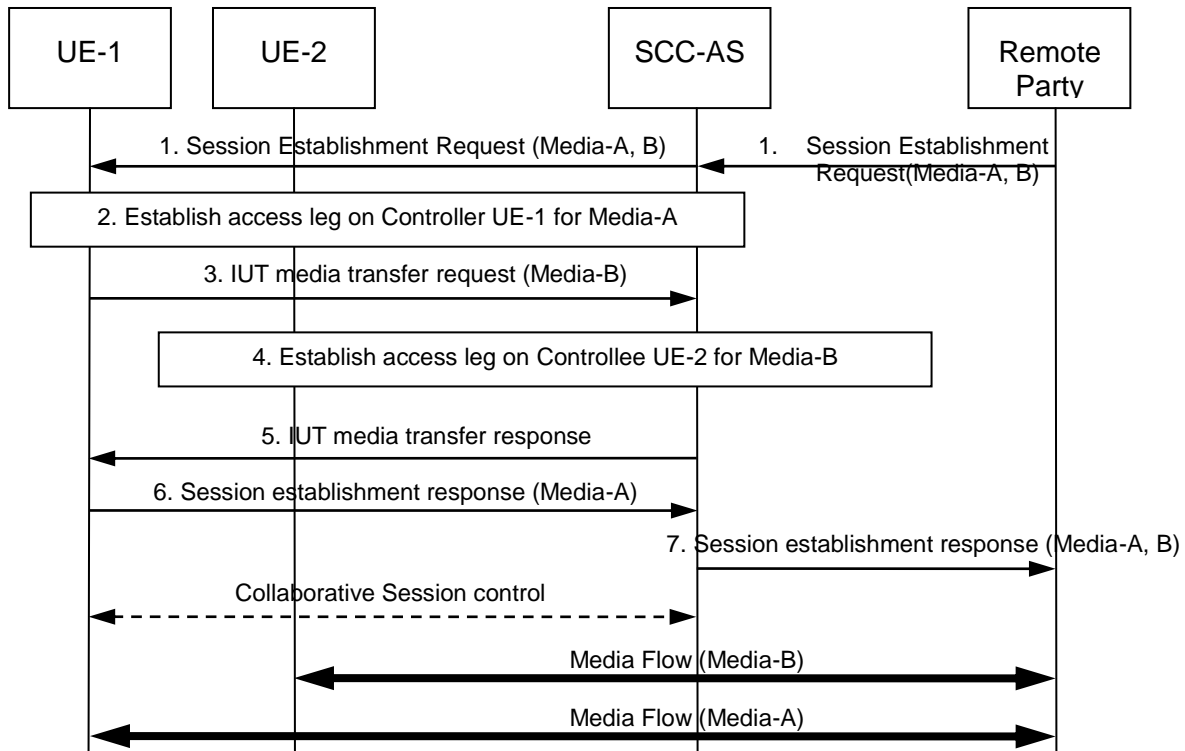 UE-1
UE-2
SCC-AS
Remote
Party
1. Session Establishment Request (Media-A, B)
1. Session Establishment
Request(Media-A, B)
2. Establish access leg on Controller UE-1 for Media-A
3. IUT media transfer request (Media-B)
4. Establish access leg on Controllee UE-2 for Media-B
5. IUT media transfer response
6. Session establishment response (Media-A)
7. Session establishment response (Media-A, B)
Collaborative Session control
Media Flow (Media-B)
Media Flow (Media-A)